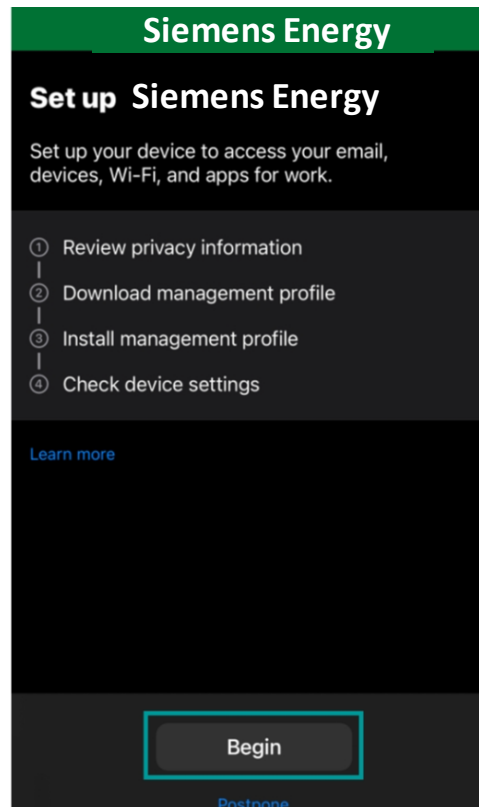 Siemens Energy
Set up Siemens Energy
Set up your device to access your email,
devices, Wi-Fi, and apps for work.
1 Review privacy information
2 Download management profile
3 Install management profile
4 Check device settings
Learn more
Begin
Postpone